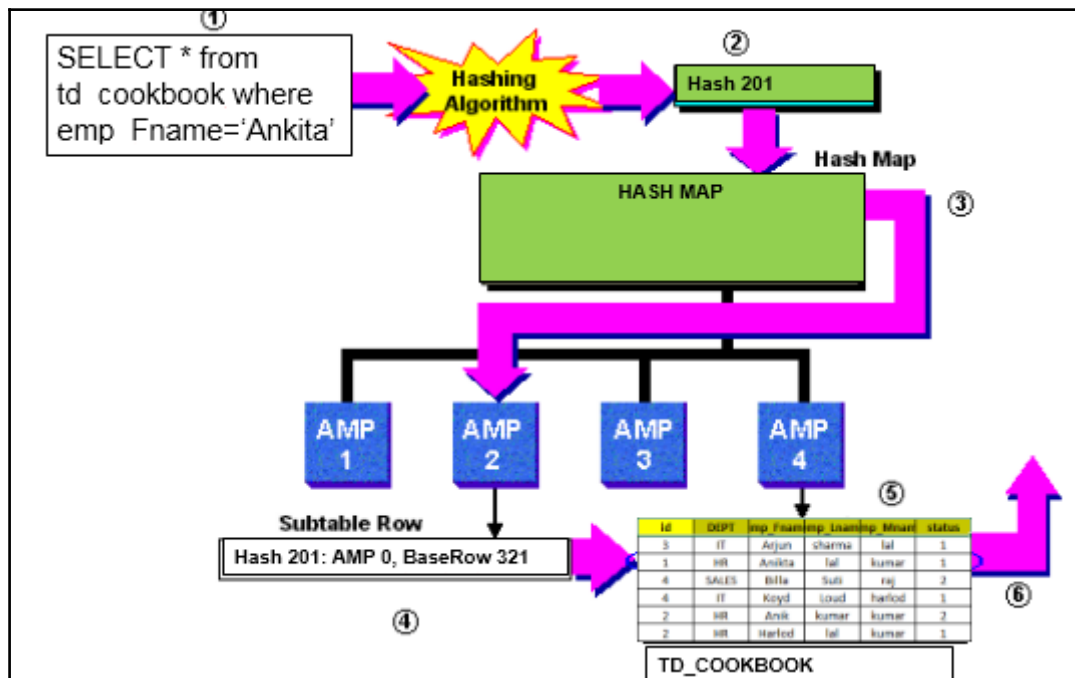 ①
SELECT * from
td cookbook where
emp Fname='Ankita'
Hashing
Algorithm
②
Hash 201
Hash Map
HASH MAP
③
AMP
1
AMP
2
AMP
3
AMP
4
⑤
Subtable Row
Hash 201: AMP 0, BaseRow 321
④
Id DEPT mp_Fnam mp_Lnam mp_Mnam status
3 IT Arjun sharma lal 1
1 HR Anikta lal kumar 1
4 SALES Billa Suti raj 2
4 IT Koyd Loud harlod 1
2 HR Anik kumar kumar 2
2 HR Harlod lal kumar 1
⑥
TD_COOKBOOK